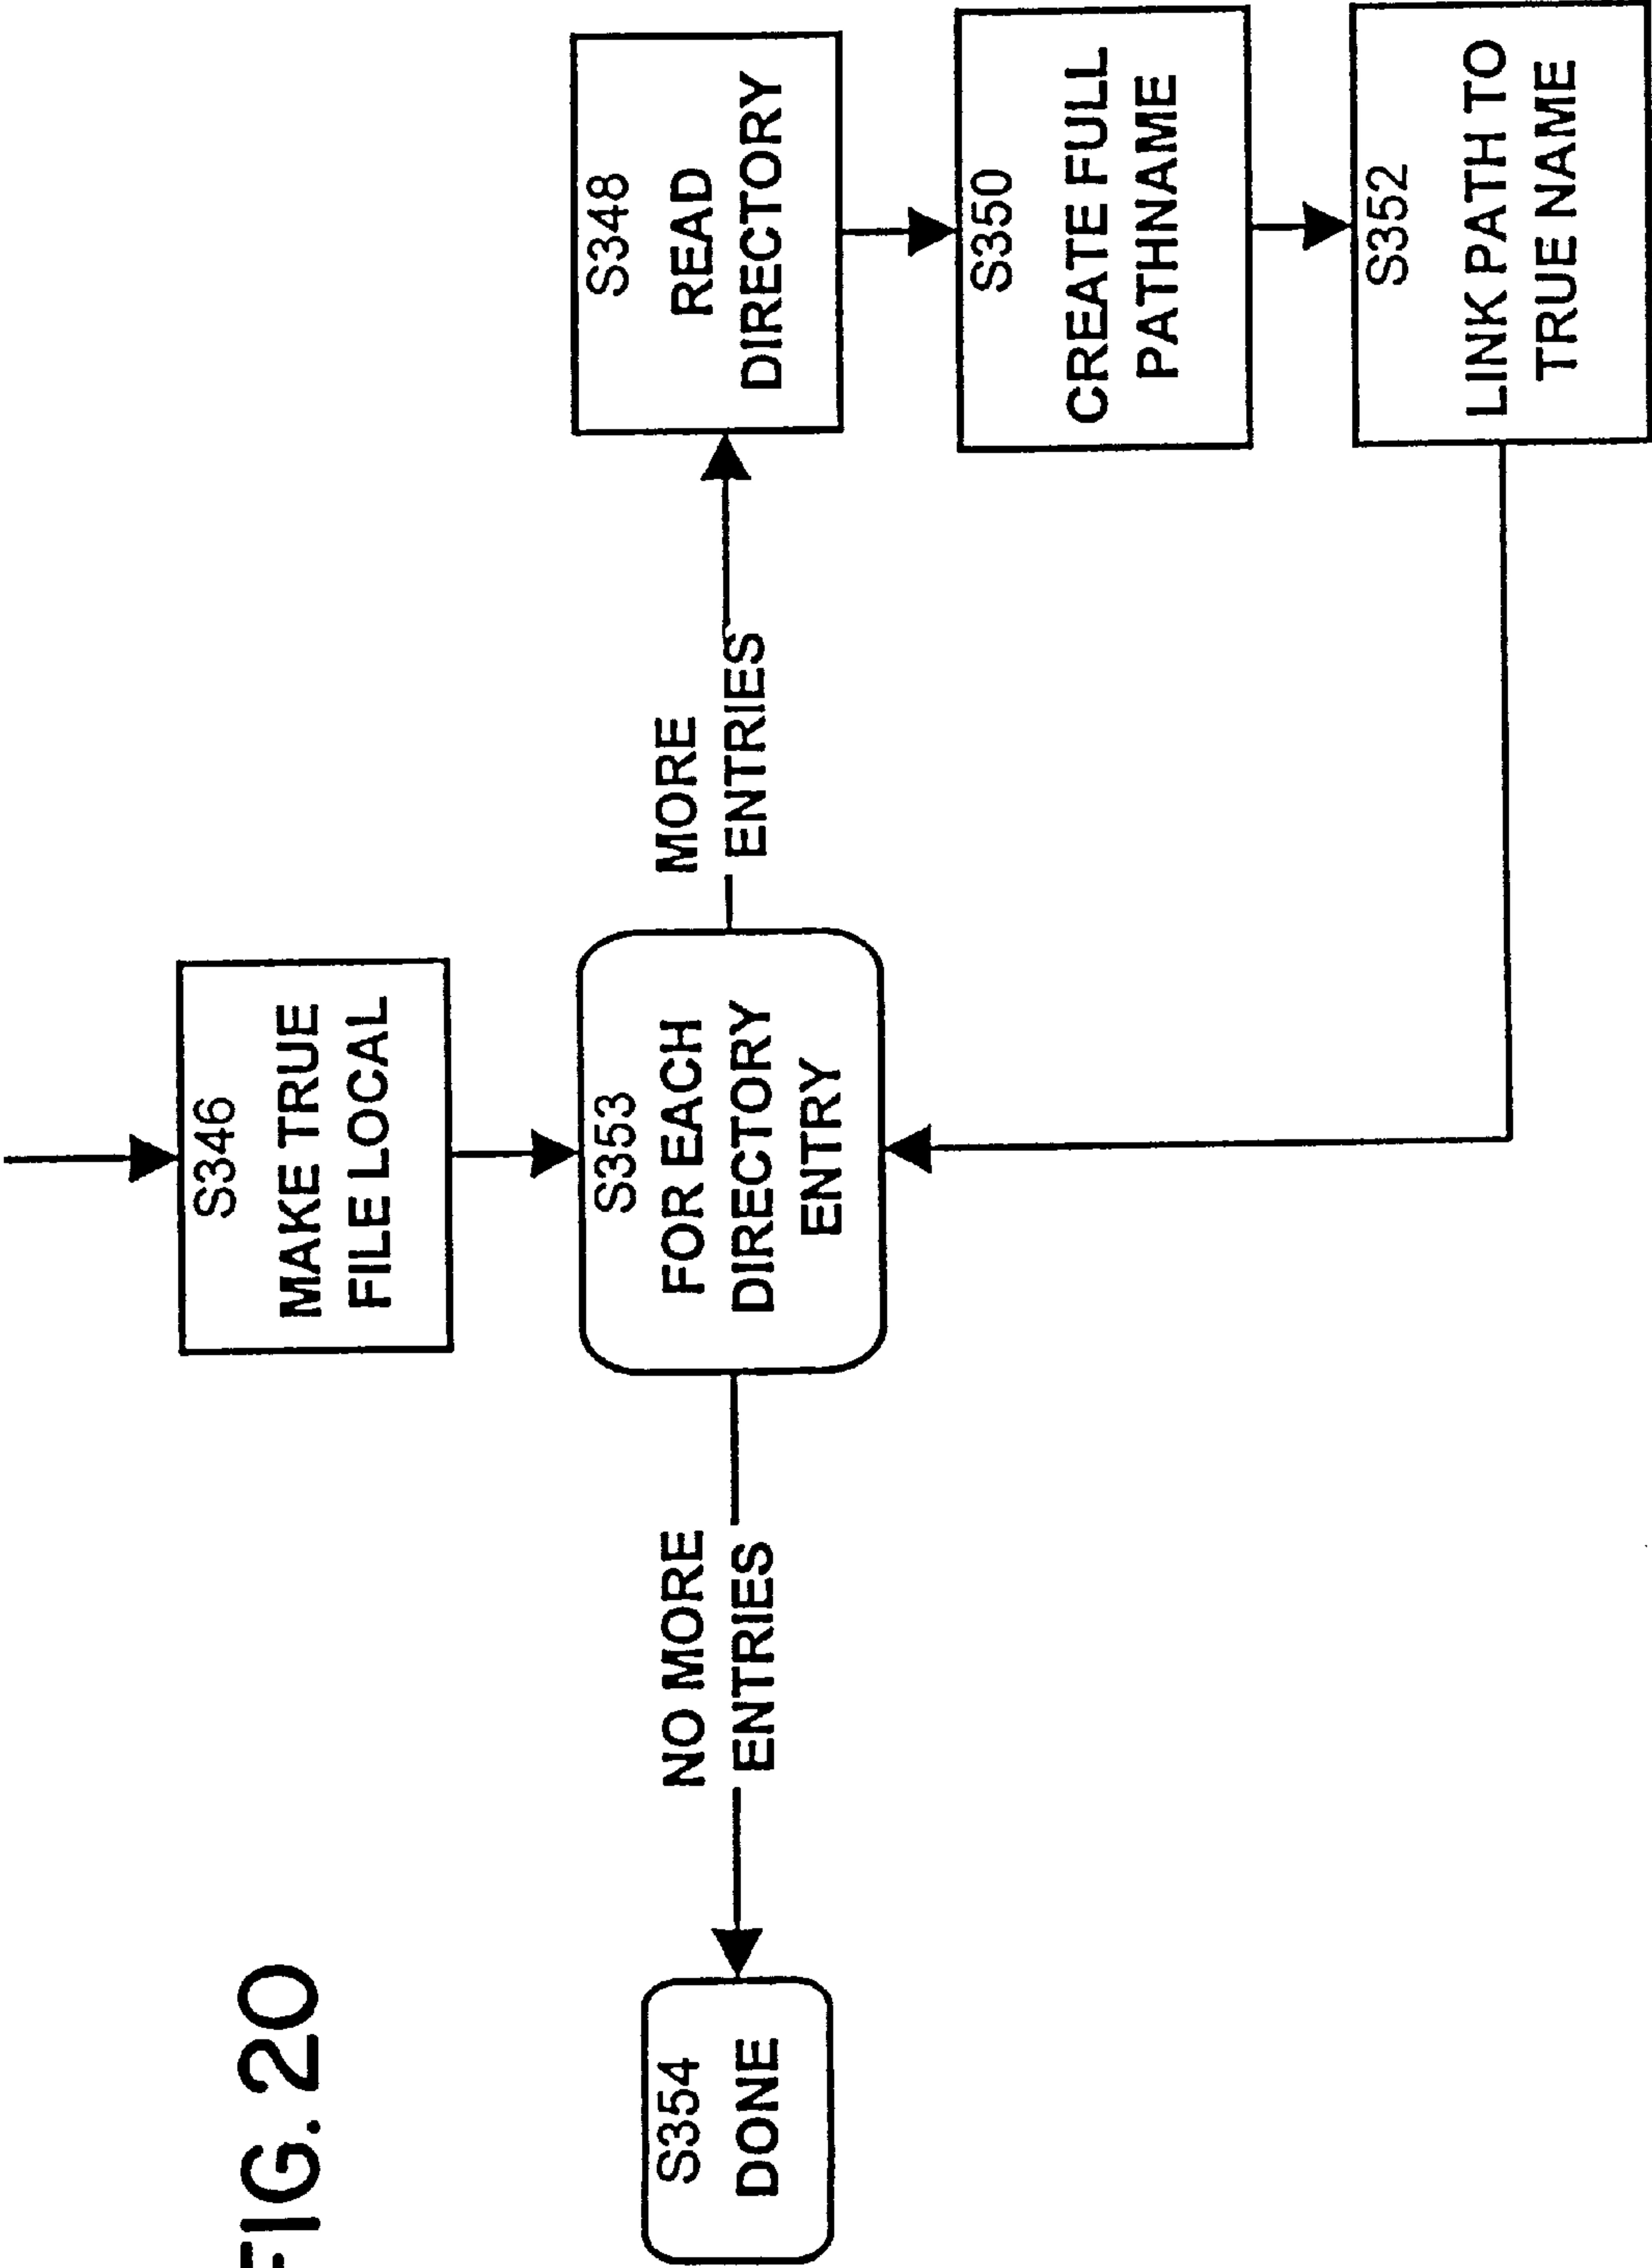 FIG. 20
S346
MAKE TRUE
FILE LOCAL
S353
FOR EACH
DIRECTORY
ENTRY
NO MORE
ENTRIES
S354
DONE
MORE
ENTRIES
S348
READ
DIRECTORY
S350
CREATE FULL
PATHNAME
S352
LINK PATH TO
TRUE NAME